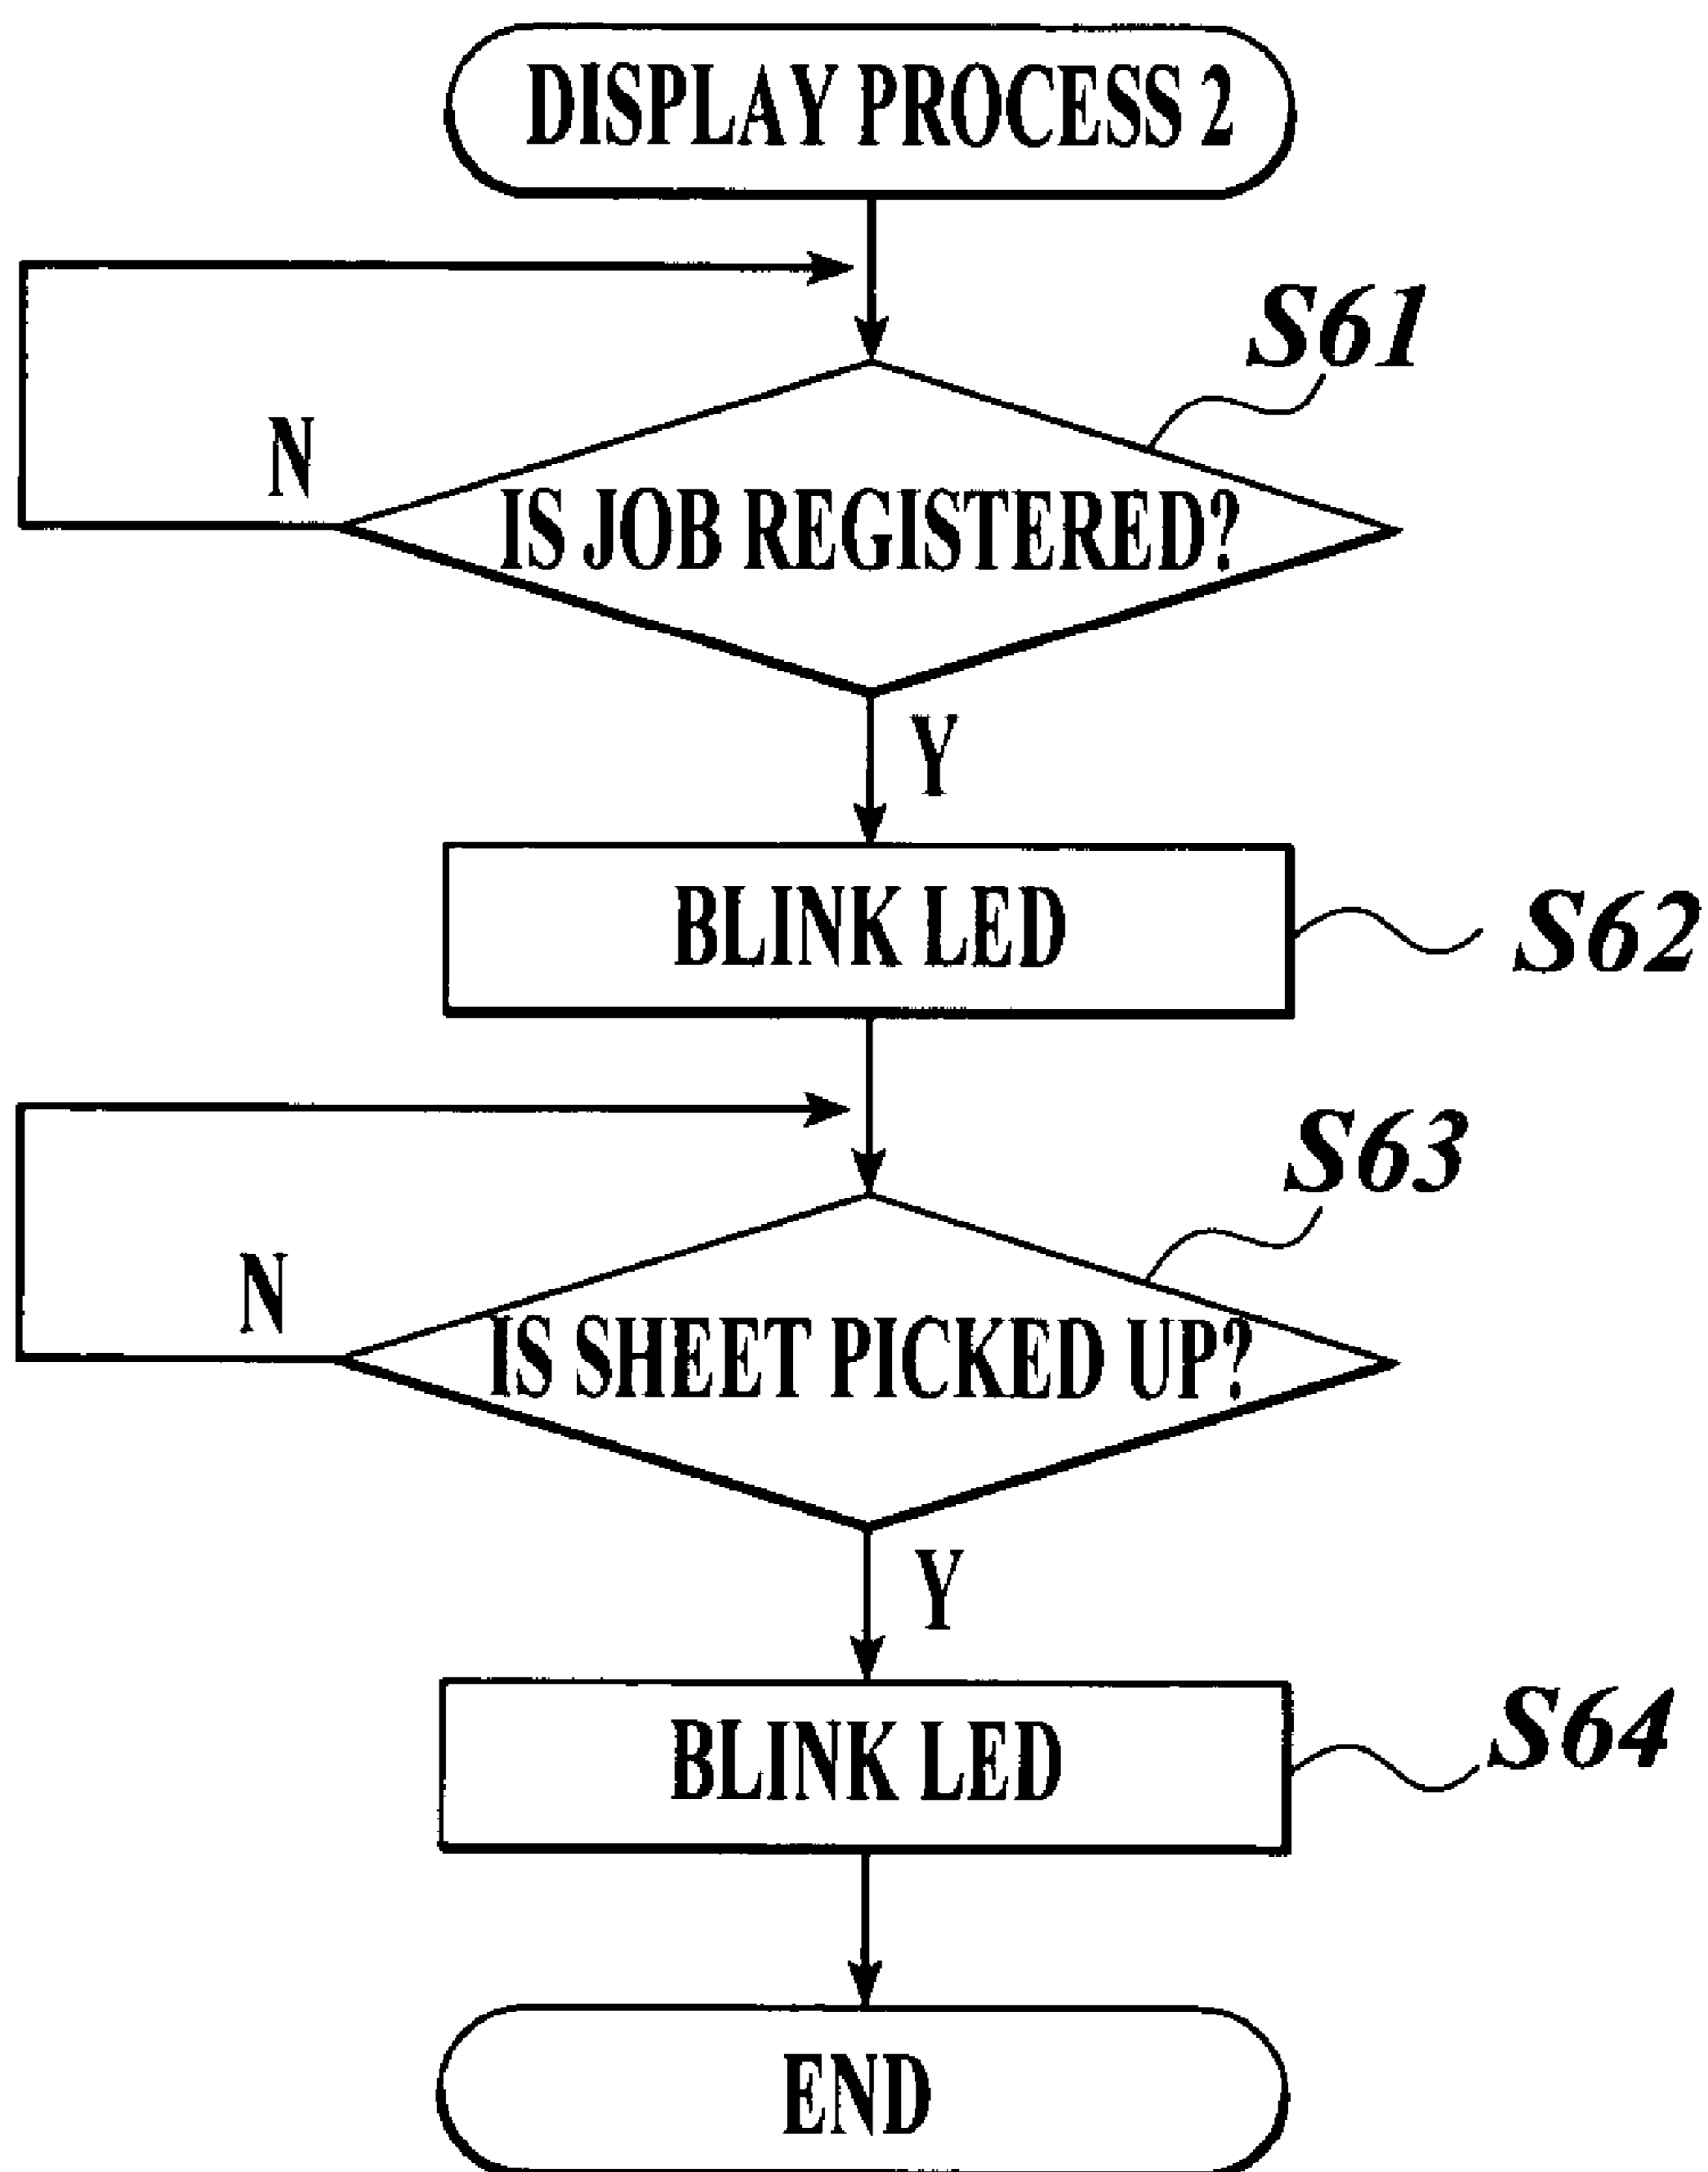 DISPLAY PROCESS 2
S61
N
IS JOB REGISTERED?
Y
BLINK LED
S62
S63
N
IS SHEET PICKED UP?
Y
BLINK LED
S64
END